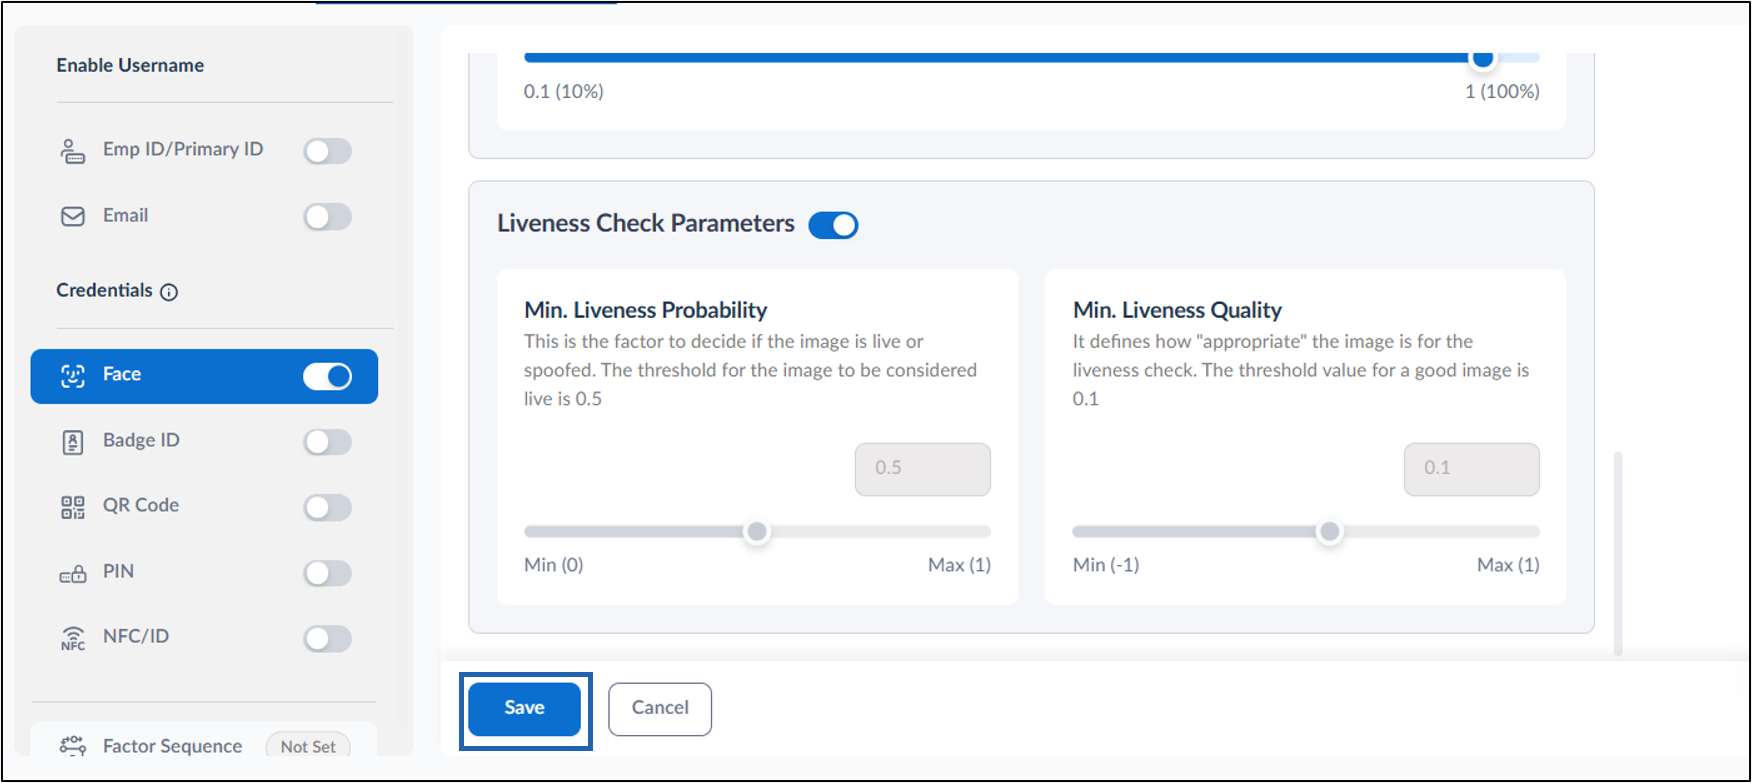 Enable Username
Emp ID/Primary ID
Email
Credentials
Face
Badge ID
QR Code
PIN
NFC
NFC/ID
Factor Sequence
Not Set
0.1 (10%)
1 (100%)
Liveness Check Parameters
Min. Liveness Probability
This is the factor to decide if the image is live or
spoofed. The threshold for the image to be considered
live is 0.5
0.5
Min (0)
Max (1)
Min. Liveness Quality
It defines how "appropriate" the image is for the
liveness check. The threshold value for a good image is
0.1
0.1
Min (-1)
Max (1)
Save
Cancel